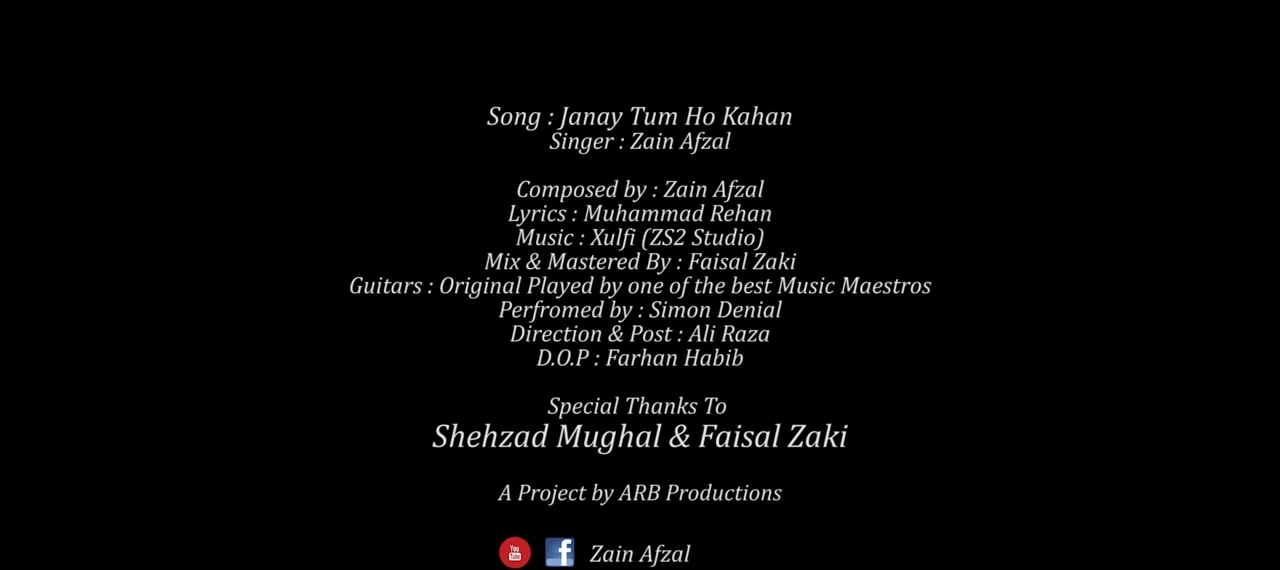 Song : Janay Tum Ho Kahan
Singer : Zain Afzal
Composed by : Zain Afzal
Lyrics : Muhammad Rehan
Music : Xulfi (ZS2 Studio)
Mix & Mastered By : Faisal Zaki
Guitars : Original Played by one of the best Music Maestros
Perfromed by : Simon Denial
Direction & Post : Ali Raza
D.O.P : Farhan Habib
Special Thanks To
Shehzad Mughal & Faisal Zaki
A Project by ARB Productions
You Tube f Zain Afzal